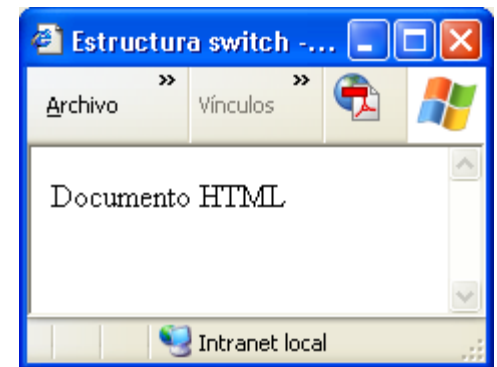 Estructura switch -...
Archivo » Vínculos »
Documento HTML
Intranet local